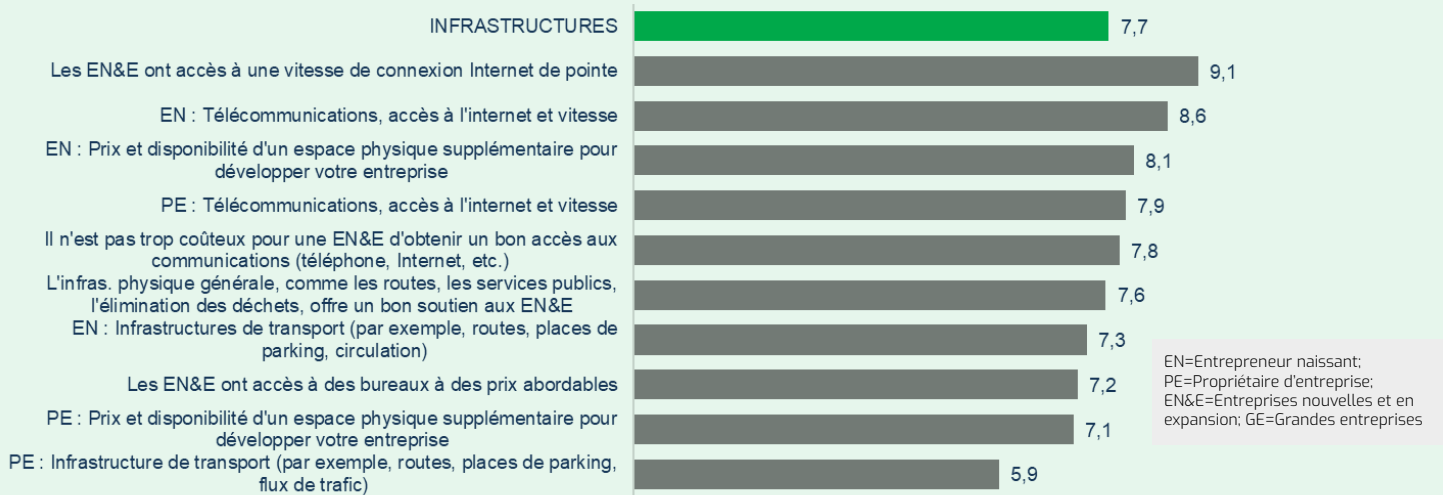 INFRASTRUCTURES
7,7
Les EN&E ont accès à une vitesse de connexion Internet de pointe
9,1
EN : Télécommunications, accès à l'internet et vitesse
8,6
EN : Prix et disponibilité d'un espace physique supplémentaire pour
développer votre entreprise
8,1
PE : Télécommunications, accès à l'internet et vitesse
7,9
Il n'est pas trop coûteux pour une EN&E d'obtenir un bon accès aux
communications (téléphone, Internet, etc.)
7,8
L'infras. physique générale, comme les routes, les services publics,
l'élimination des déchets, offre un bon soutien aux EN&E
7,6
EN : Infrastructures de transport (par exemple, routes, places de
parking, circulation)
7,3
Les EN&E ont accès à des bureaux à des prix abordables
7,2
PE : Prix et disponibilité d'un espace physique supplémentaire pour
développer votre entreprise
7,1
PE : Infrastructure de transport (par exemple, routes, places de parking,
flux de trafic)
5,9
EN=Entrepreneur naissant;
PE=Propriétaire d'entreprise;
EN&E=Entreprises nouvelles et en
expansion; GE=Grandes entreprises